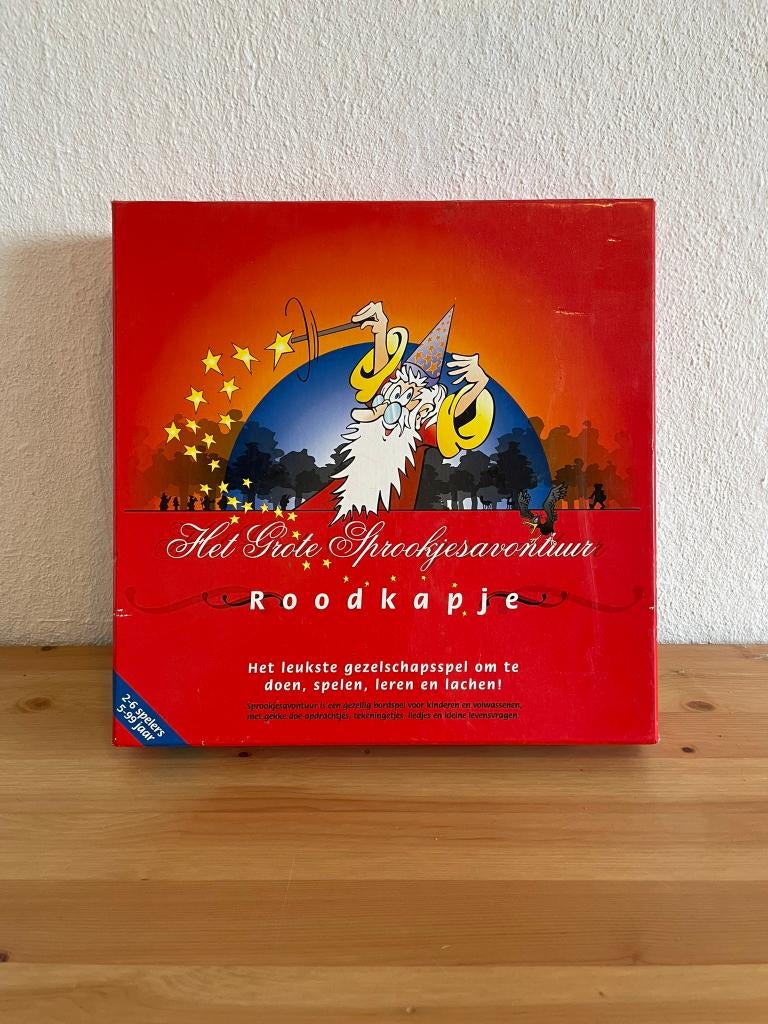 Het Grote Sprookjesavontuur
Roodkapje
Het leukste gezelschapsspel om te
doen, spelen, leren en lachen!
Sprookjesavontuur is een gezellig bordspel voor kinderen en volwassenen,
met gekke doe-opdrachtjes, tekeningetjes, liedjes en kleine levensvragen.
2-6 spelers
5-99 jaar